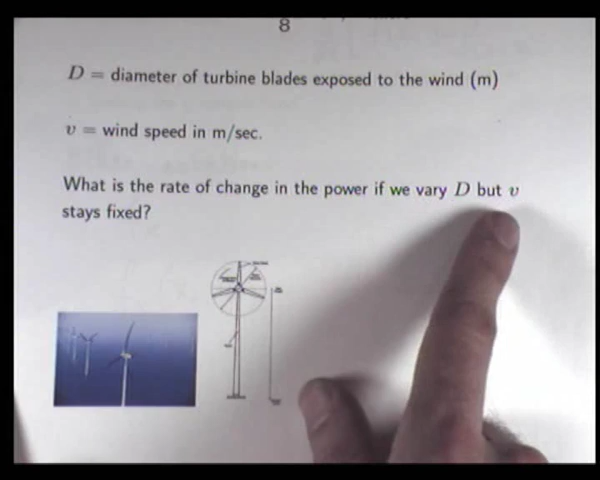 8
D = diameter of turbine blades exposed to the wind (m)
v = wind speed in m/sec.
What is the rate of change in the power if we vary D but v
stays fixed?